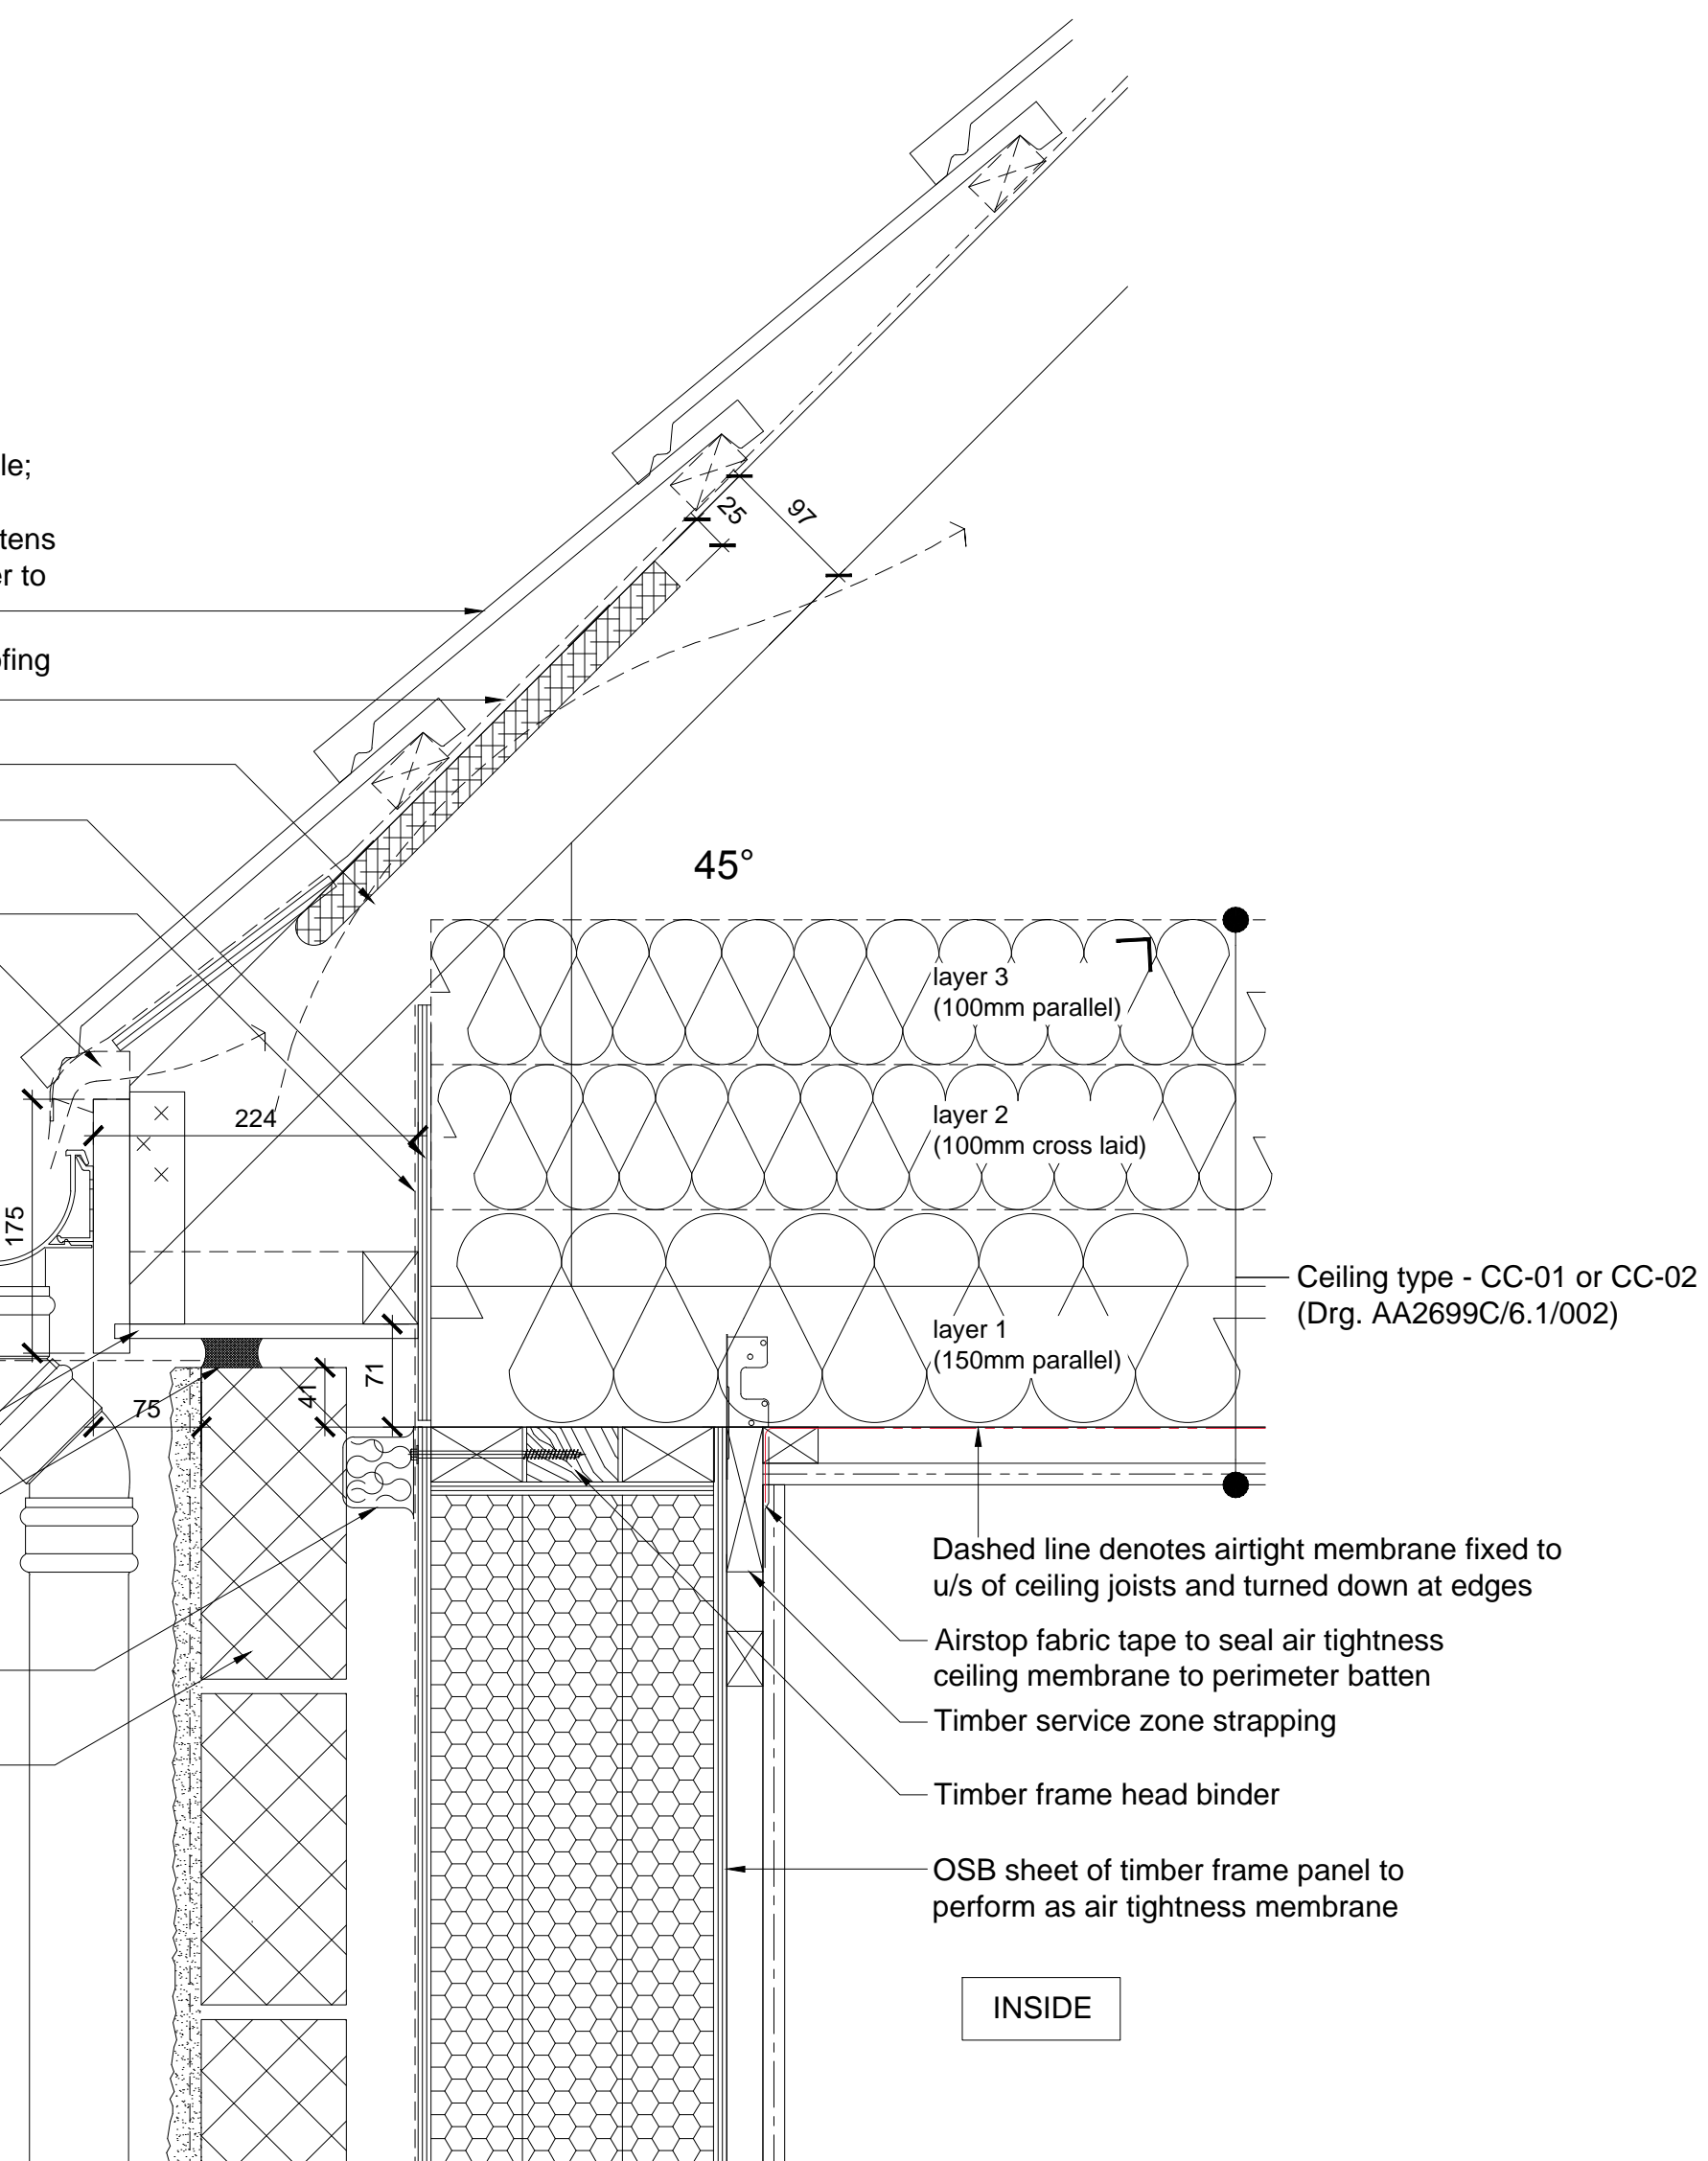 le;
tens
er to
fing
25
97
45°
layer 3
(100mm parallel)
224
layer 2
(100mm cross laid)
175
Ceiling type - CC-01 or CC-02
(Drg. AA2699C/6.1/002)
layer 1
(150mm parallel)
71
41
75
Dashed line denotes airtight membrane fixed to
u/s of ceiling joists and turned down at edges
Airstop fabric tape to seal air tightness
ceiling membrane to perimeter batten
Timber service zone strapping
Timber frame head binder
OSB sheet of timber frame panel to
perform as air tightness membrane
INSIDE